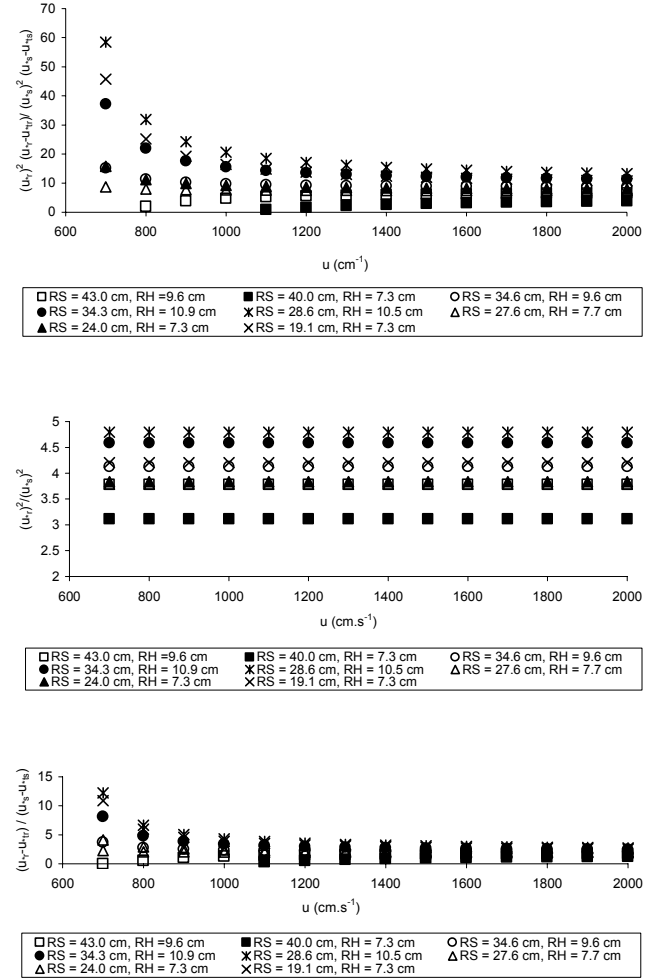 70
60
50
40
30
20
10
0
(u*r)² (u*r-u*tr)/ (u*s)² (u*s-u*ts)
600 800 1000 1200 1400 1600 1800 2000
u (cm⁻¹)
RS = 43.0 cm, RH =9.6 cm RS = 40.0 cm, RH = 7.3 cm RS = 34.6 cm, RH = 9.6 cm
RS = 34.3 cm, RH = 10.9 cm RS = 28.6 cm, RH = 10.5 cm RS = 27.6 cm, RH = 7.7 cm
RS = 24.0 cm, RH = 7.3 cm RS = 19.1 cm, RH = 7.3 cm
5
4.5
4
3.5
3
2.5
2
(u*r)²/(u*s)²
600 800 1000 1200 1400 1600 1800 2000
u (cm.s⁻¹)
RS = 43.0 cm, RH =9.6 cm RS = 40.0 cm, RH = 7.3 cm RS = 34.6 cm, RH = 9.6 cm
RS = 34.3 cm, RH = 10.9 cm RS = 28.6 cm, RH = 10.5 cm RS = 27.6 cm, RH = 7.7 cm
RS = 24.0 cm, RH = 7.3 cm RS = 19.1 cm, RH = 7.3 cm
15
10
5
0
(u*r-u*tr) / (u*s-u*ts)
600 800 1000 1200 1400 1600 1800 2000
u (cm.s⁻¹)
RS = 43.0 cm, RH =9.6 cm RS = 40.0 cm, RH = 7.3 cm RS = 34.6 cm, RH = 9.6 cm
RS = 34.3 cm, RH = 10.9 cm RS = 28.6 cm, RH = 10.5 cm RS = 27.6 cm, RH = 7.7 cm
RS = 24.0 cm, RH = 7.3 cm RS = 19.1 cm, RH = 7.3 cm